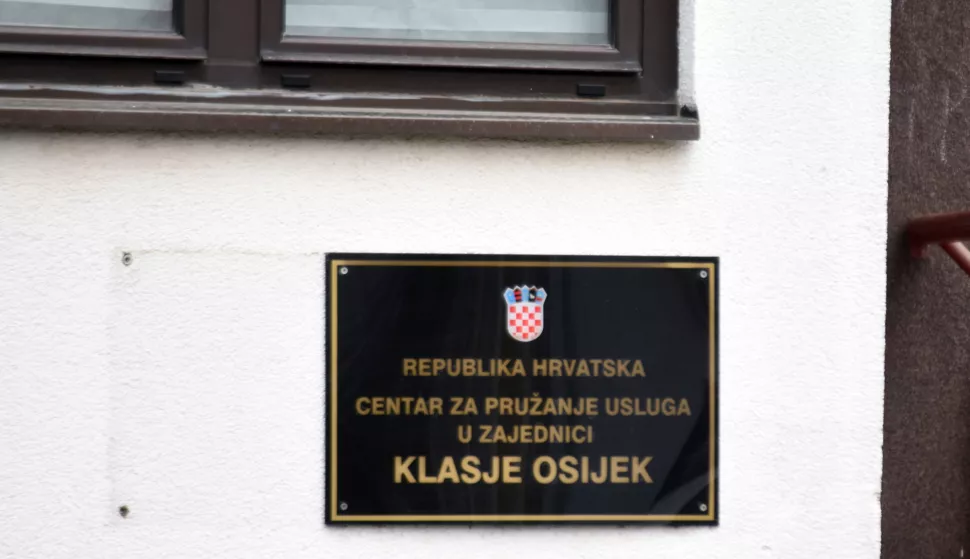 REPUBLIKA HRVATSKA
CENTAR ZA PRUŽANJE USLUGA
U ZAJEDNICI
KLASJE OSIJEK